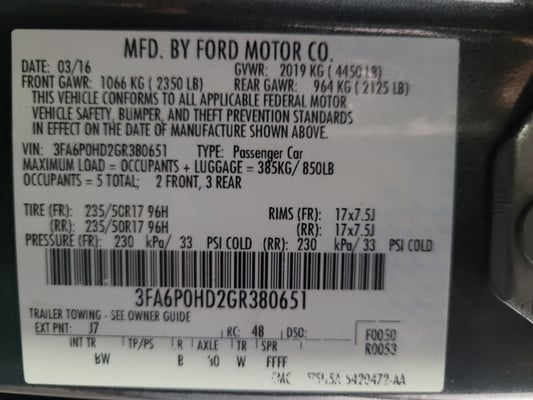 MFD. BY FORD MOTOR CO.
DATE: 03/16 GVWR: 2019 KG ( 4450 LB)
FRONT GAWR: 1066 KG ( 2350 LB) REAR GAWR: 964 KG ( 2125 LB)
THIS VEHICLE CONFORMS TO ALL APPLICABLE FEDERAL MOTOR
VEHICLE SAFETY, BUMPER, AND THEFT PREVENTION STANDARDS
IN EFFECT ON THE DATE OF MANUFACTURE SHOWN ABOVE.
VIN: 3FA6P0HD2GR380651 TYPE: Passenger Car
MAXIMUM LOAD = OCCUPANTS + LUGGAGE = 385KG/ 850LB
OCCUPANTS = 5 TOTAL; 2 FRONT, 3 REAR
TIRE (FR): 235/50R17 96H RIMS (FR): 17x7.5J
(RR): 235/50R17 96H (RR): 17x7.5J
PRESSURE (FR): 230 kPa/ 33 PSI COLD (RR): 230 kPa/ 33 PSI COLD
3FA6P0HD2GR380651
TRAILER TOWING - SEE OWNER GUIDE
EXT PNT: J7 RC: 48 DSO: F0050
R0053
INT TR TP/PS R AXLE TR SPR
BW B W FFFF